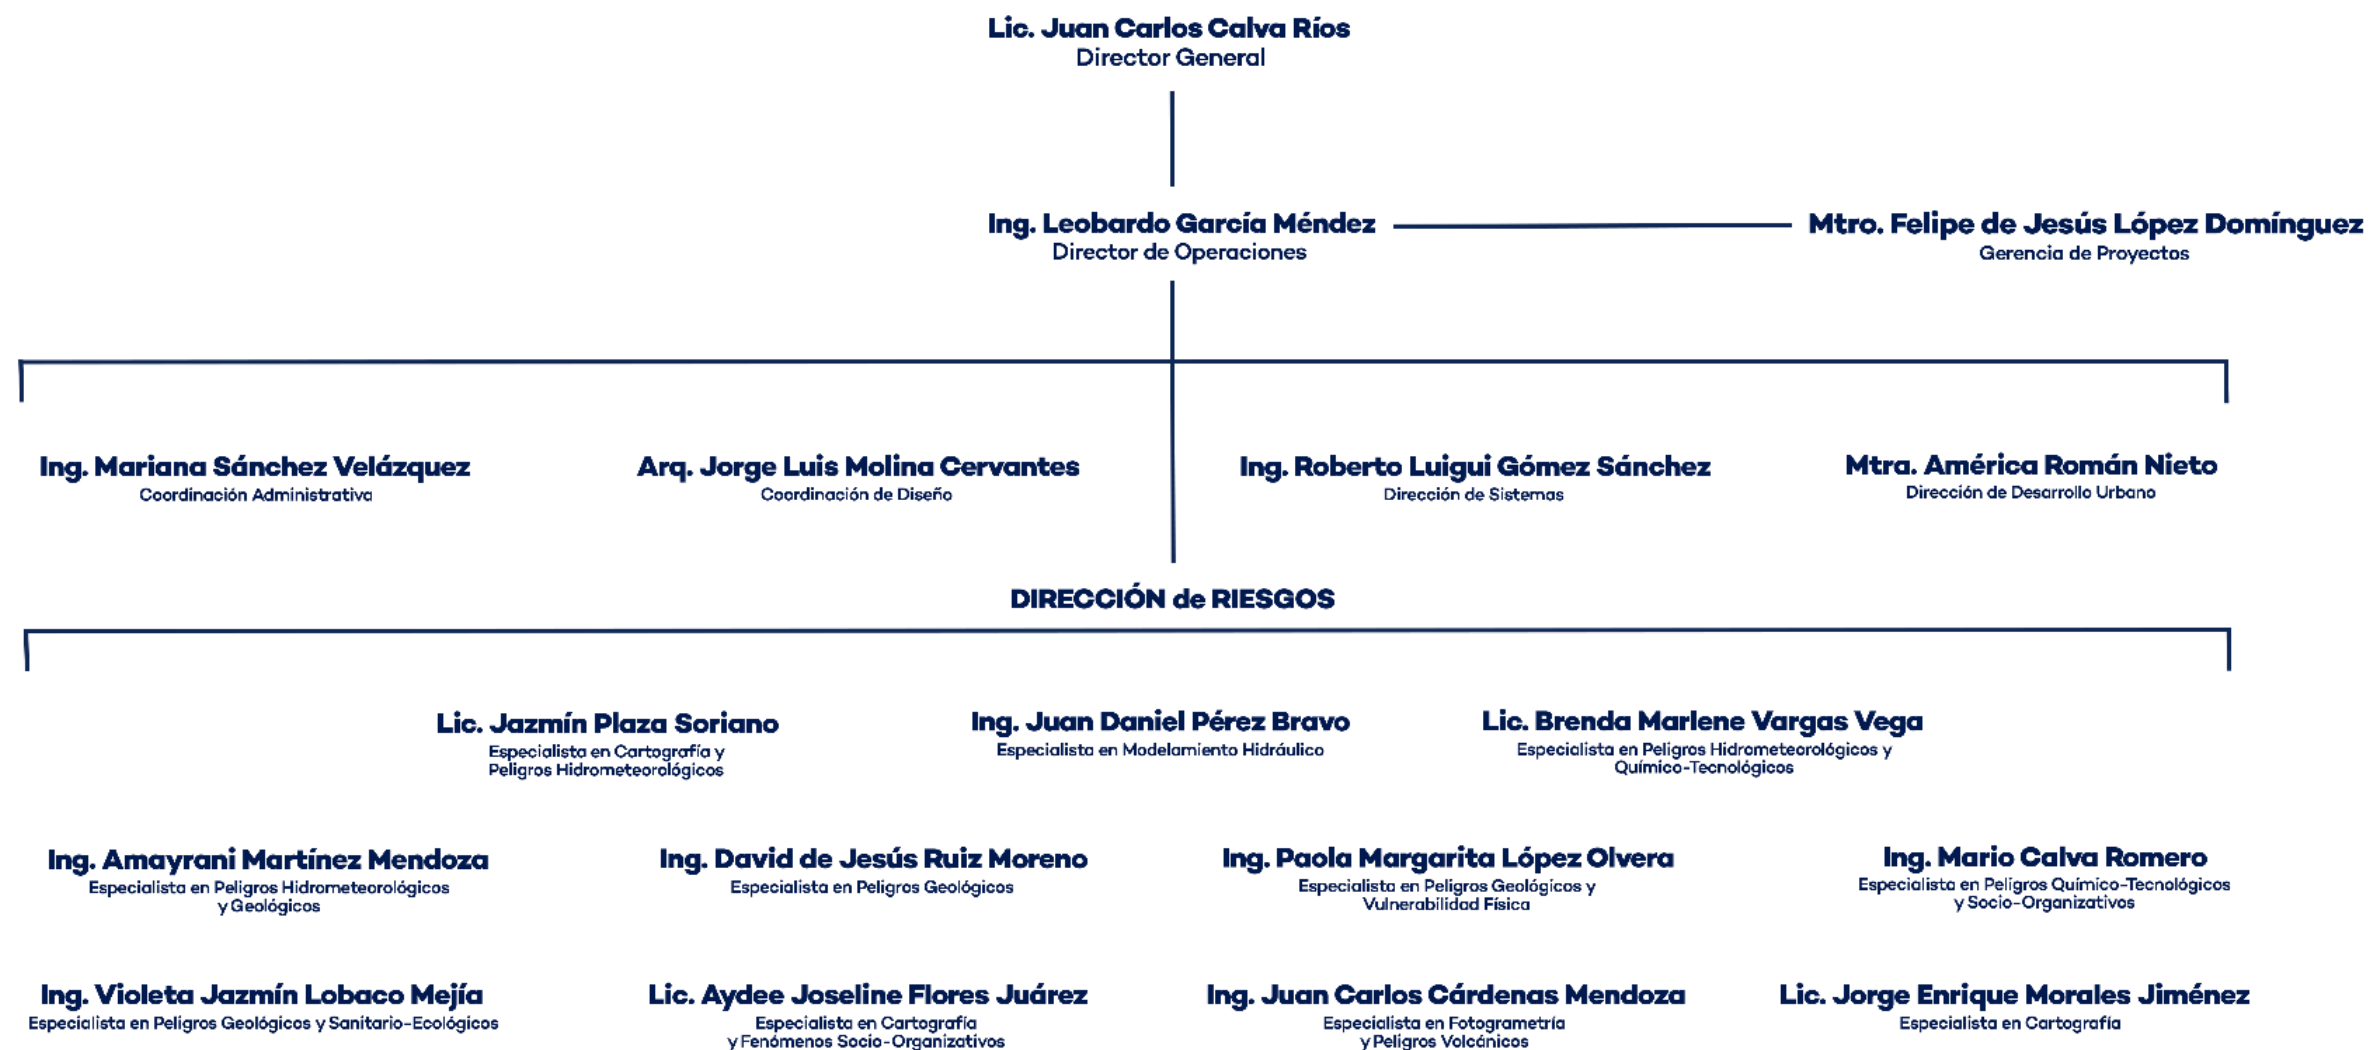 Lic. Juan Carlos Calva Ríos
Director General
Ing. Leobardo García Méndez
Director de Operaciones
Mtro. Felipe de Jesús López Domínguez
Gerencia de Proyectos
Ing. Mariana Sánchez Velázquez
Coordinación Administrativa
Arq. Jorge Luis Molina Cervantes
Coordinación de Diseño
Ing. Roberto Luigui Gómez Sánchez
Dirección de Sistemas
Mtra. América Román Nieto
Dirección de Desarrollo Urbano
DIRECCIÓN de RIESGOS
Lic. Jazmín Plaza Soriano
Especialista en Cartografía y
Peligros Hidrometeorológicos
Ing. Juan Daniel Pérez Bravo
Especialista en Modelamiento Hidráulico
Lic. Brenda Marlene Vargas Vega
Especialista en Peligros Hidrometeorológicos y
Químico-Tecnológicos
Ing. Amayrani Martínez Mendoza
Especialista en Peligros Hidrometeorológicos
y Geológicos
Ing. David de Jesús Ruiz Moreno
Especialista en Peligros Geológicos
Ing. Paola Margarita López Olvera
Especialista en Peligros Geológicos y
Vulnerabilidad Física
Ing. Mario Calva Romero
Especialista en Peligros Químico-Tecnológicos
y Socio-Organizativos
Ing. Violeta Jazmín Lobaco Mejía
Especialista en Peligros Geológicos y Sanitario-Ecológicos
Lic. Aydee Joseline Flores Juárez
Especialista en Cartografía
y Fenómenos Socio-Organizativos
Ing. Juan Carlos Cárdenas Mendoza
Especialista en Fotogrametría
y Peligros Volcánicos
Lic. Jorge Enrique Morales Jiménez
Especialista en Cartografía